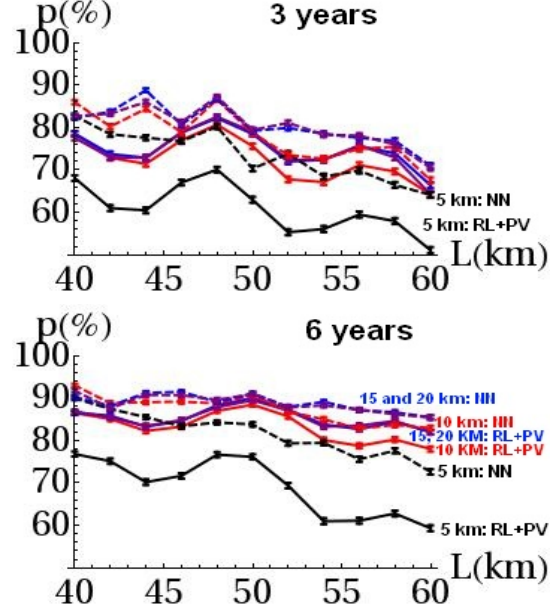 p(%)
3 years
100
90
80
70
60
5 km: NN
5 km: RL+PV
L(km)
40 45 50 55 60
p(%)
6 years
100
90
80
70
60
15 and 20 km: NN
10 km: NN
15, 20 KM: RL+PV
10 KM: RL+PV
5 km: NN
5 km: RL+PV
L(km)
40 45 50 55 60